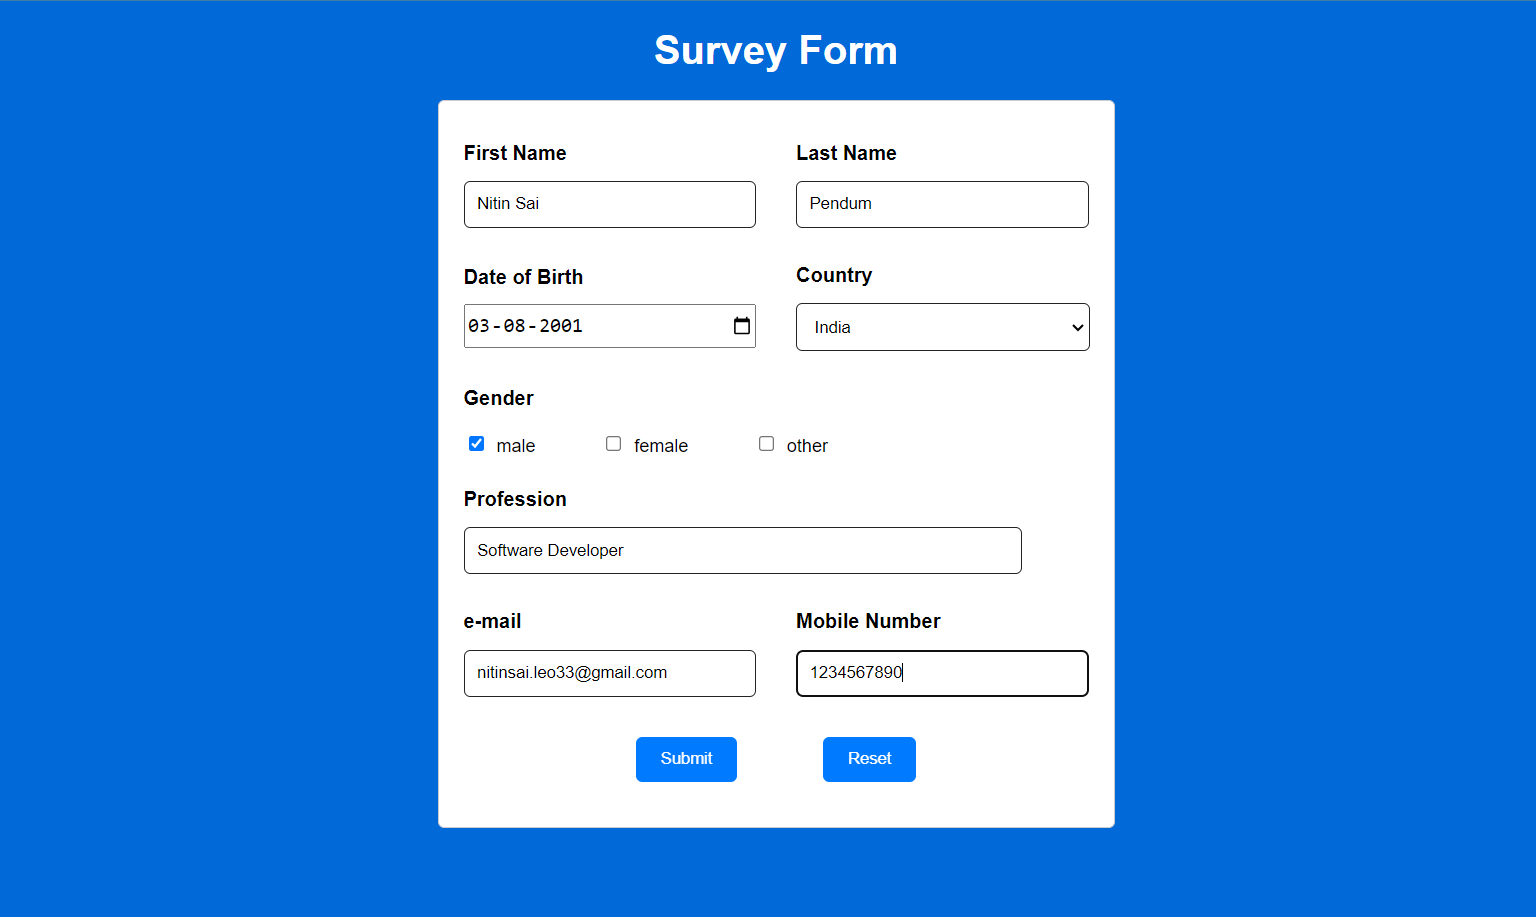 Survey Form
First Name Last Name
Nitin Sai Pendum
Date of Birth Country
03-08-2001 India
Gender
male female other
Profession
Software Developer
e-mail Mobile Number
nitinsai.leo33@gmail.com 1234567890
Submit Reset